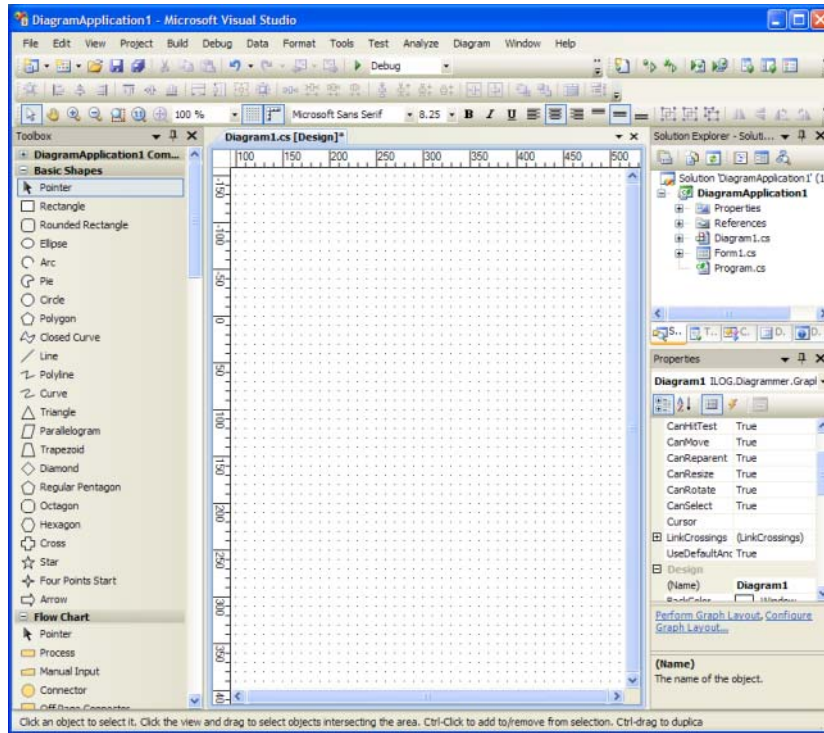 DiagramApplication1 - Microsoft Visual Studio
File Edit View Project Build Debug Data Format Tools Test Analyze Diagram Window Help
Debug
100 % Microsoft Sans Serif 8.25 B I U
Toolbox
DiagramApplication1 Com...
Basic Shapes
Pointer
Rectangle
Rounded Rectangle
Ellipse
Arc
Pie
Circle
Polygon
Closed Curve
Line
Polyline
Curve
Triangle
Parallelogram
Trapezoid
Diamond
Regular Pentagon
Octagon
Hexagon
Cross
Star
Four Points Start
Arrow
Flow Chart
Pointer
Process
Manual Input
Connector
Off Page Connector
Diagram1.cs [Design]*
100 150 200 250 300 350 400 450 500
-150
-100
-50
0
50
100
150
200
250
300
350
40
Solution Explorer - Soluti...
Solution 'DiagramApplication1' (1
DiagramApplication1
Properties
References
Diagram1.cs
Form1.cs
Program.cs
S... T... C... D... D.
Properties
Diagram1 ILOG.Diagrammer.Grapl
CanHitTest True
CanMove True
CanReparent True
CanResize True
CanRotate True
CanSelect True
Cursor
LinkCrossings (LinkCrossings)
UseDefaultAnc True
Design
(Name) Diagram1
BackColor Window
Perform Graph Layout, Configure
Graph Layout...
(Name)
The name of the object.
Click an object to select it. Click the view and drag to select objects intersecting the area. Ctrl-Click to add to/remove from selection. Ctrl-drag to duplica